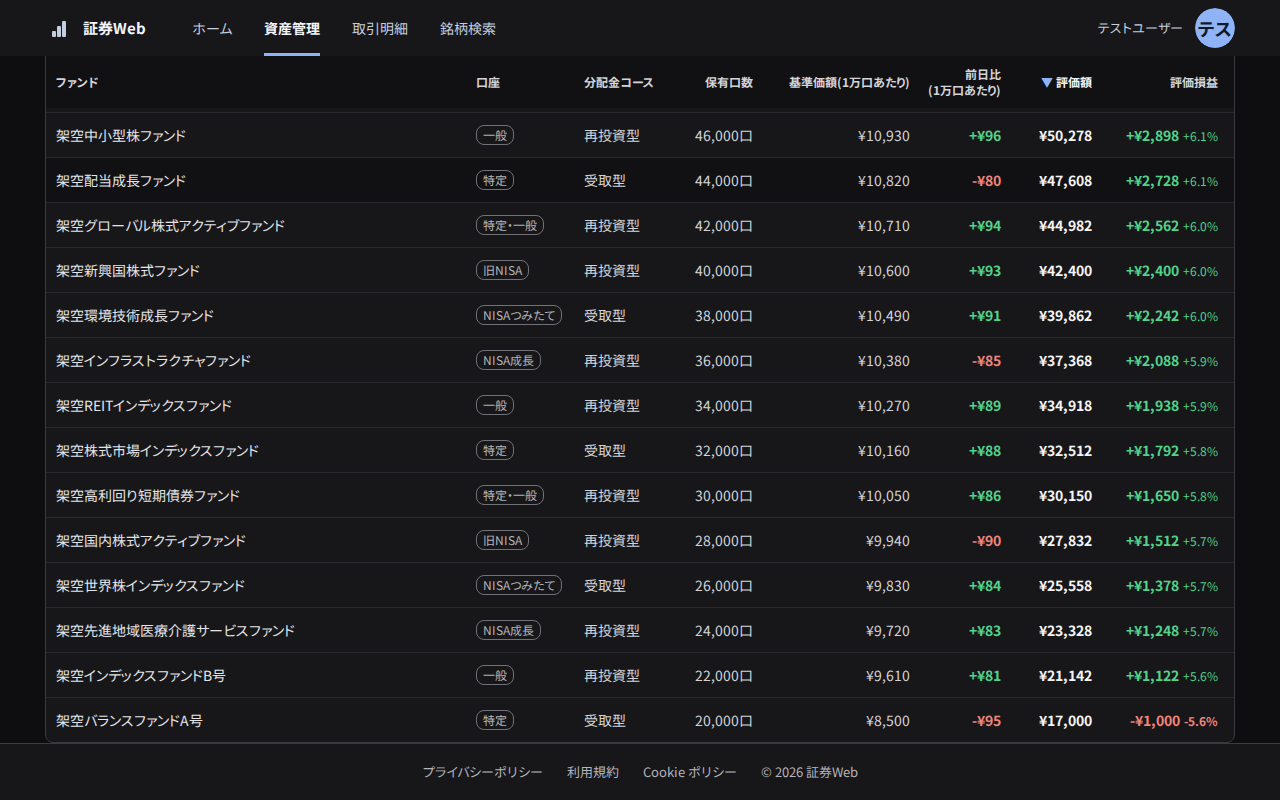 証券Web ホーム 資産管理 取引明細 銘柄検索 テストユーザー テス
ファンド 口座 分配金コース 保有口数 基準価額(1万口あたり) 前日比 (1万口あたり) ▼ 評価額 評価損益
架空中小型株ファンド 一般 再投資型 46,000口 ¥10,930 +¥96 ¥50,278 +¥2,898 +6.1%
架空配当成長ファンド 特定 受取型 44,000口 ¥10,820 -¥80 ¥47,608 +¥2,728 +6.1%
架空グローバル株式アクティブファンド 特定・一般 再投資型 42,000口 ¥10,710 +¥94 ¥44,982 +¥2,562 +6.0%
架空新興国株式ファンド 旧NISA 再投資型 40,000口 ¥10,600 +¥93 ¥42,400 +¥2,400 +6.0%
架空環境技術成長ファンド NISAつみたて 受取型 38,000口 ¥10,490 +¥91 ¥39,862 +¥2,242 +6.0%
架空インフラストラクチャファンド NISA成長 再投資型 36,000口 ¥10,380 -¥85 ¥37,368 +¥2,088 +5.9%
架空REITインデックスファンド 一般 再投資型 34,000口 ¥10,270 +¥89 ¥34,918 +¥1,938 +5.9%
架空株式市場インデックスファンド 特定 受取型 32,000口 ¥10,160 +¥88 ¥32,512 +¥1,792 +5.8%
架空高利回り短期債券ファンド 特定・一般 再投資型 30,000口 ¥10,050 +¥86 ¥30,150 +¥1,650 +5.8%
架空国内株式アクティブファンド 旧NISA 再投資型 28,000口 ¥9,940 -¥90 ¥27,832 +¥1,512 +5.7%
架空世界株インデックスファンド NISAつみたて 受取型 26,000口 ¥9,830 +¥84 ¥25,558 +¥1,378 +5.7%
架空先進地域医療介護サービスファンド NISA成長 再投資型 24,000口 ¥9,720 +¥83 ¥23,328 +¥1,248 +5.7%
架空インデックスファンドB号 一般 再投資型 22,000口 ¥9,610 +¥81 ¥21,142 +¥1,122 +5.6%
架空バランスファンドA号 特定 受取型 20,000口 ¥8,500 -¥95 ¥17,000 -¥1,000 -5.6%
プライバシーポリシー 利用規約 Cookie ポリシー © 2026 証券Web